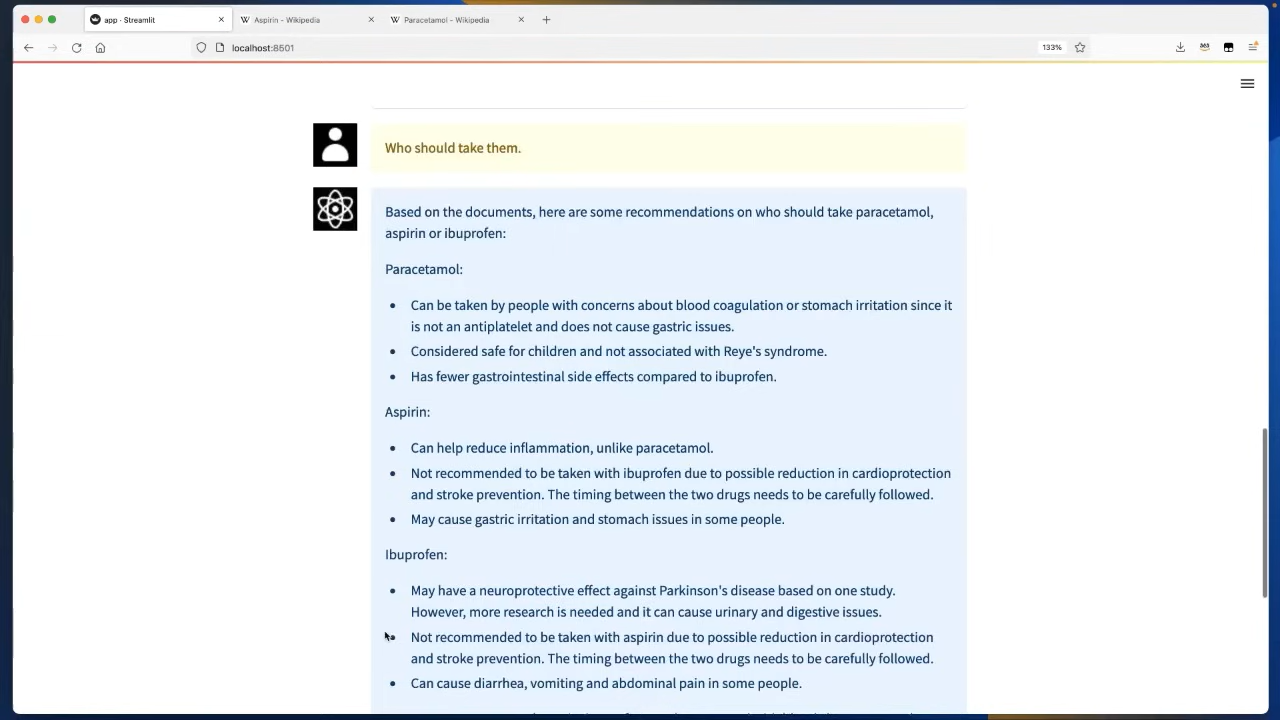 app · Streamlit
Aspirin - Wikipedia
Paracetamol - Wikipedia
localhost:8501
133%
Who should take them.
Based on the documents, here are some recommendations on who should take paracetamol,
aspirin or ibuprofen:
Paracetamol:
• Can be taken by people with concerns about blood coagulation or stomach irritation since it
is not an antiplatelet and does not cause gastric issues.
• Considered safe for children and not associated with Reye's syndrome.
• Has fewer gastrointestinal side effects compared to ibuprofen.
Aspirin:
• Can help reduce inflammation, unlike paracetamol.
• Not recommended to be taken with ibuprofen due to possible reduction in cardioprotection
and stroke prevention. The timing between the two drugs needs to be carefully followed.
• May cause gastric irritation and stomach issues in some people.
Ibuprofen:
• May have a neuroprotective effect against Parkinson's disease based on one study.
However, more research is needed and it can cause urinary and digestive issues.
• Not recommended to be taken with aspirin due to possible reduction in cardioprotection
and stroke prevention. The timing between the two drugs needs to be carefully followed.
• Can cause diarrhea, vomiting and abdominal pain in some people.